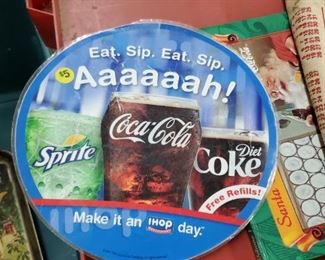 Eat. Sip. Eat. Sip.
Aaaaaah!
$5
Sprite
Coca-Cola
Diet
Coke
Free Refills!
Make it an IHOP day.
Santa